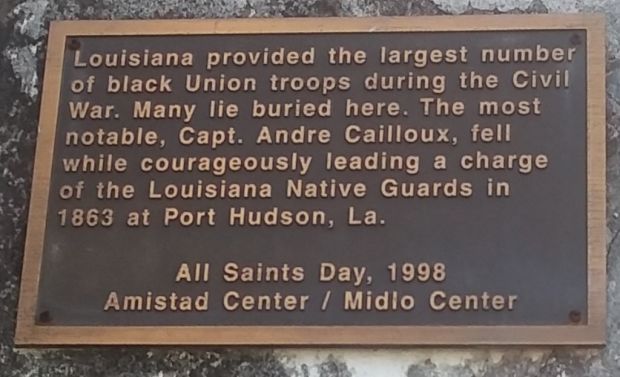 Louisiana provided the largest number
of black Union troops during the Civil
War. Many lie buried here. The most
notable, Capt. Andre Cailloux, fell
while courageously leading a charge
of the Louisiana Native Guards in
1863 at Port Hudson, La.
All Saints Day, 1998
Amistad Center / Midlo Center